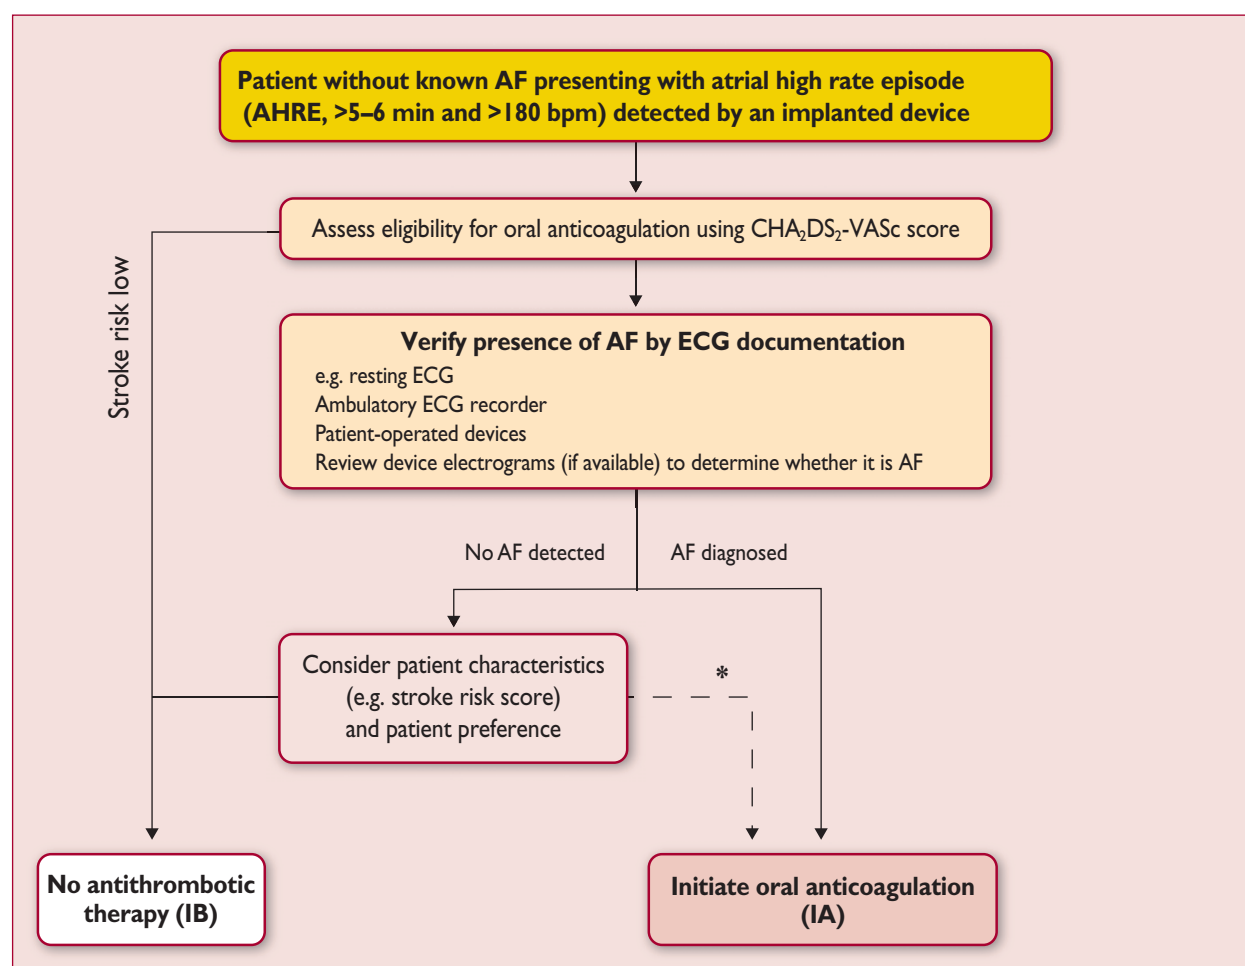 Patient without known AF presenting with atrial high rate episode
(AHRE, >5–6 min and >180 bpm) detected by an implanted device
Assess eligibility for oral anticoagulation using CHA₂DS₂-VASc score
Stroke risk low
Verify presence of AF by ECG documentation
e.g. resting ECG
Ambulatory ECG recorder
Patient-operated devices
Review device electrograms (if available) to determine whether it is AF
No AF detected
AF diagnosed
Consider patient characteristics
(e.g. stroke risk score)
and patient preference
*
No antithrombotic
therapy (IB)
Initiate oral anticoagulation
(IA)